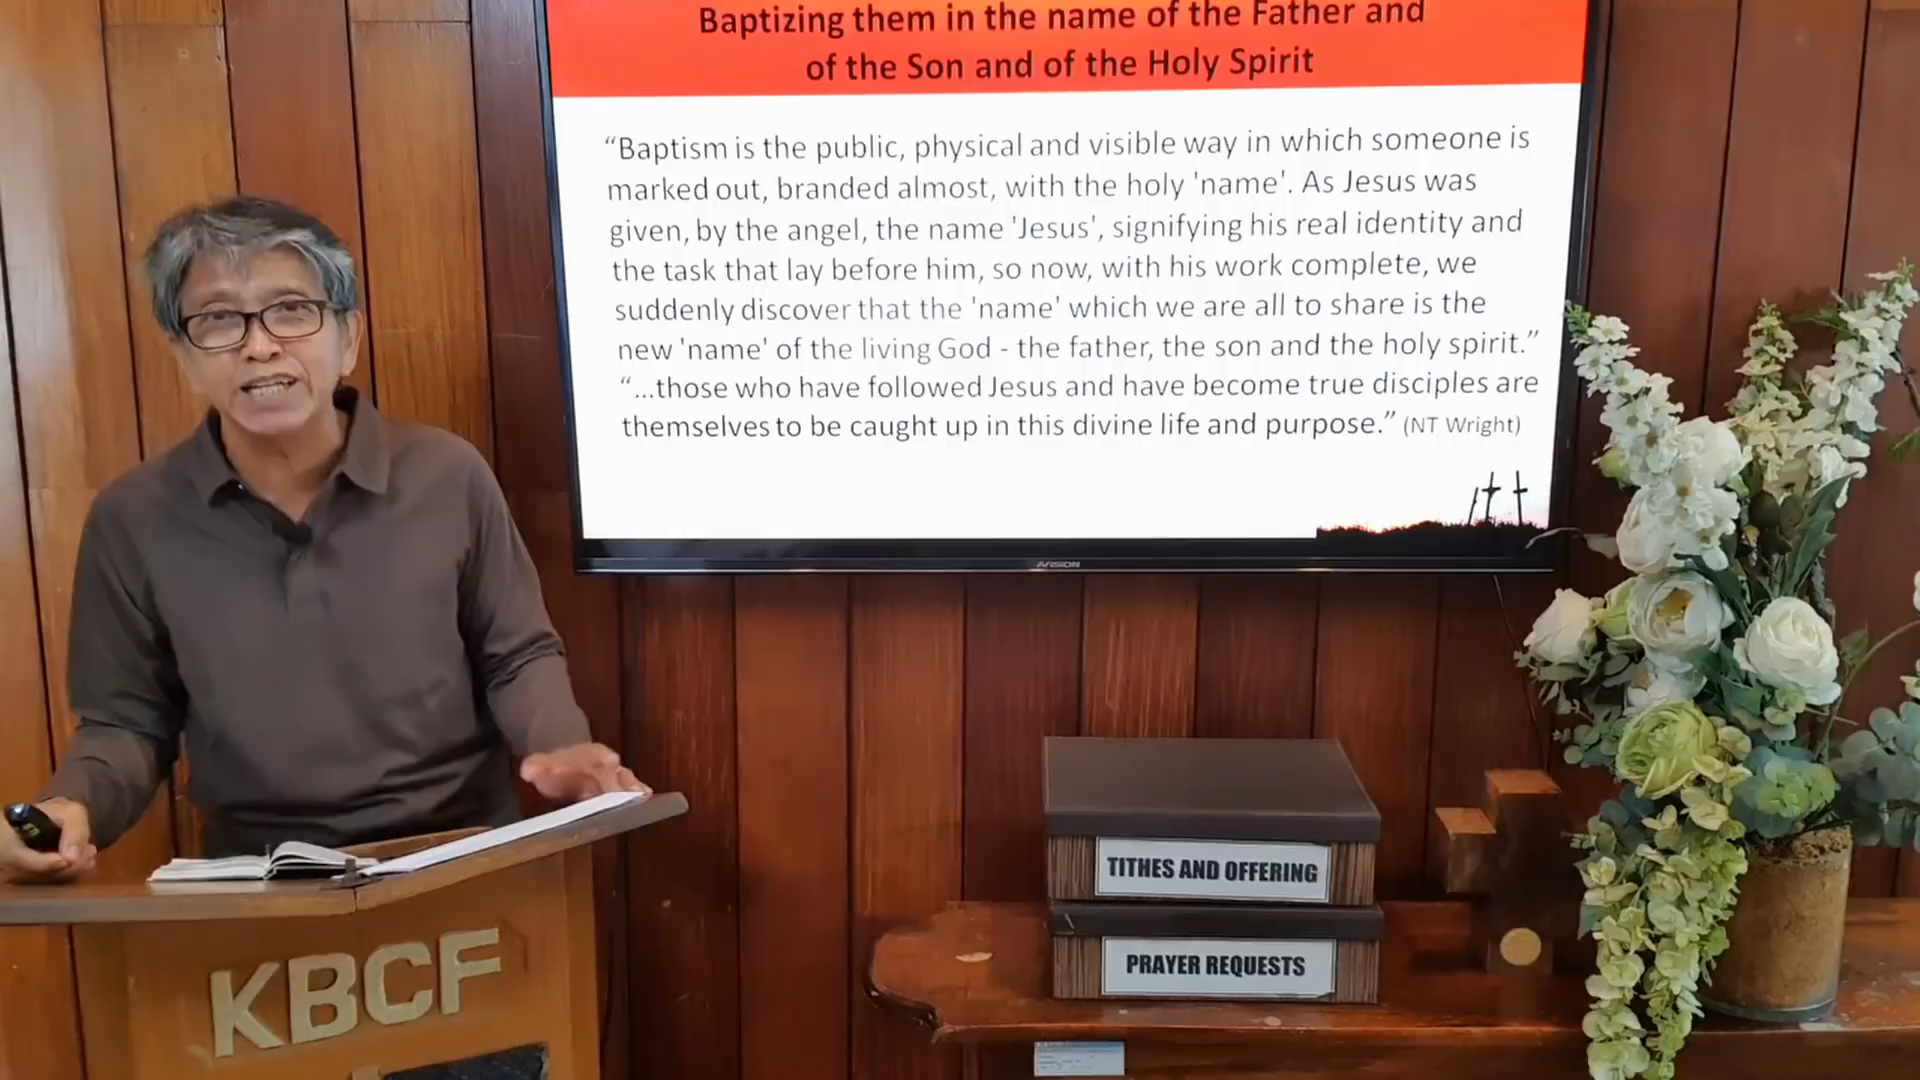 Baptizing them in the name of the Father and
of the Son and of the Holy Spirit
“Baptism is the public, physical and visible way in which someone is
marked out, branded almost, with the holy 'name'. As Jesus was
given, by the angel, the name 'Jesus', signifying his real identity and
the task that lay before him, so now, with his work complete, we
suddenly discover that the 'name' which we are all to share is the
new 'name' of the living God - the father, the son and the holy spirit.”
“...those who have followed Jesus and have become true disciples are
themselves to be caught up in this divine life and purpose.” (NT Wright)
TITHES AND OFFERING
PRAYER REQUESTS
KBCF